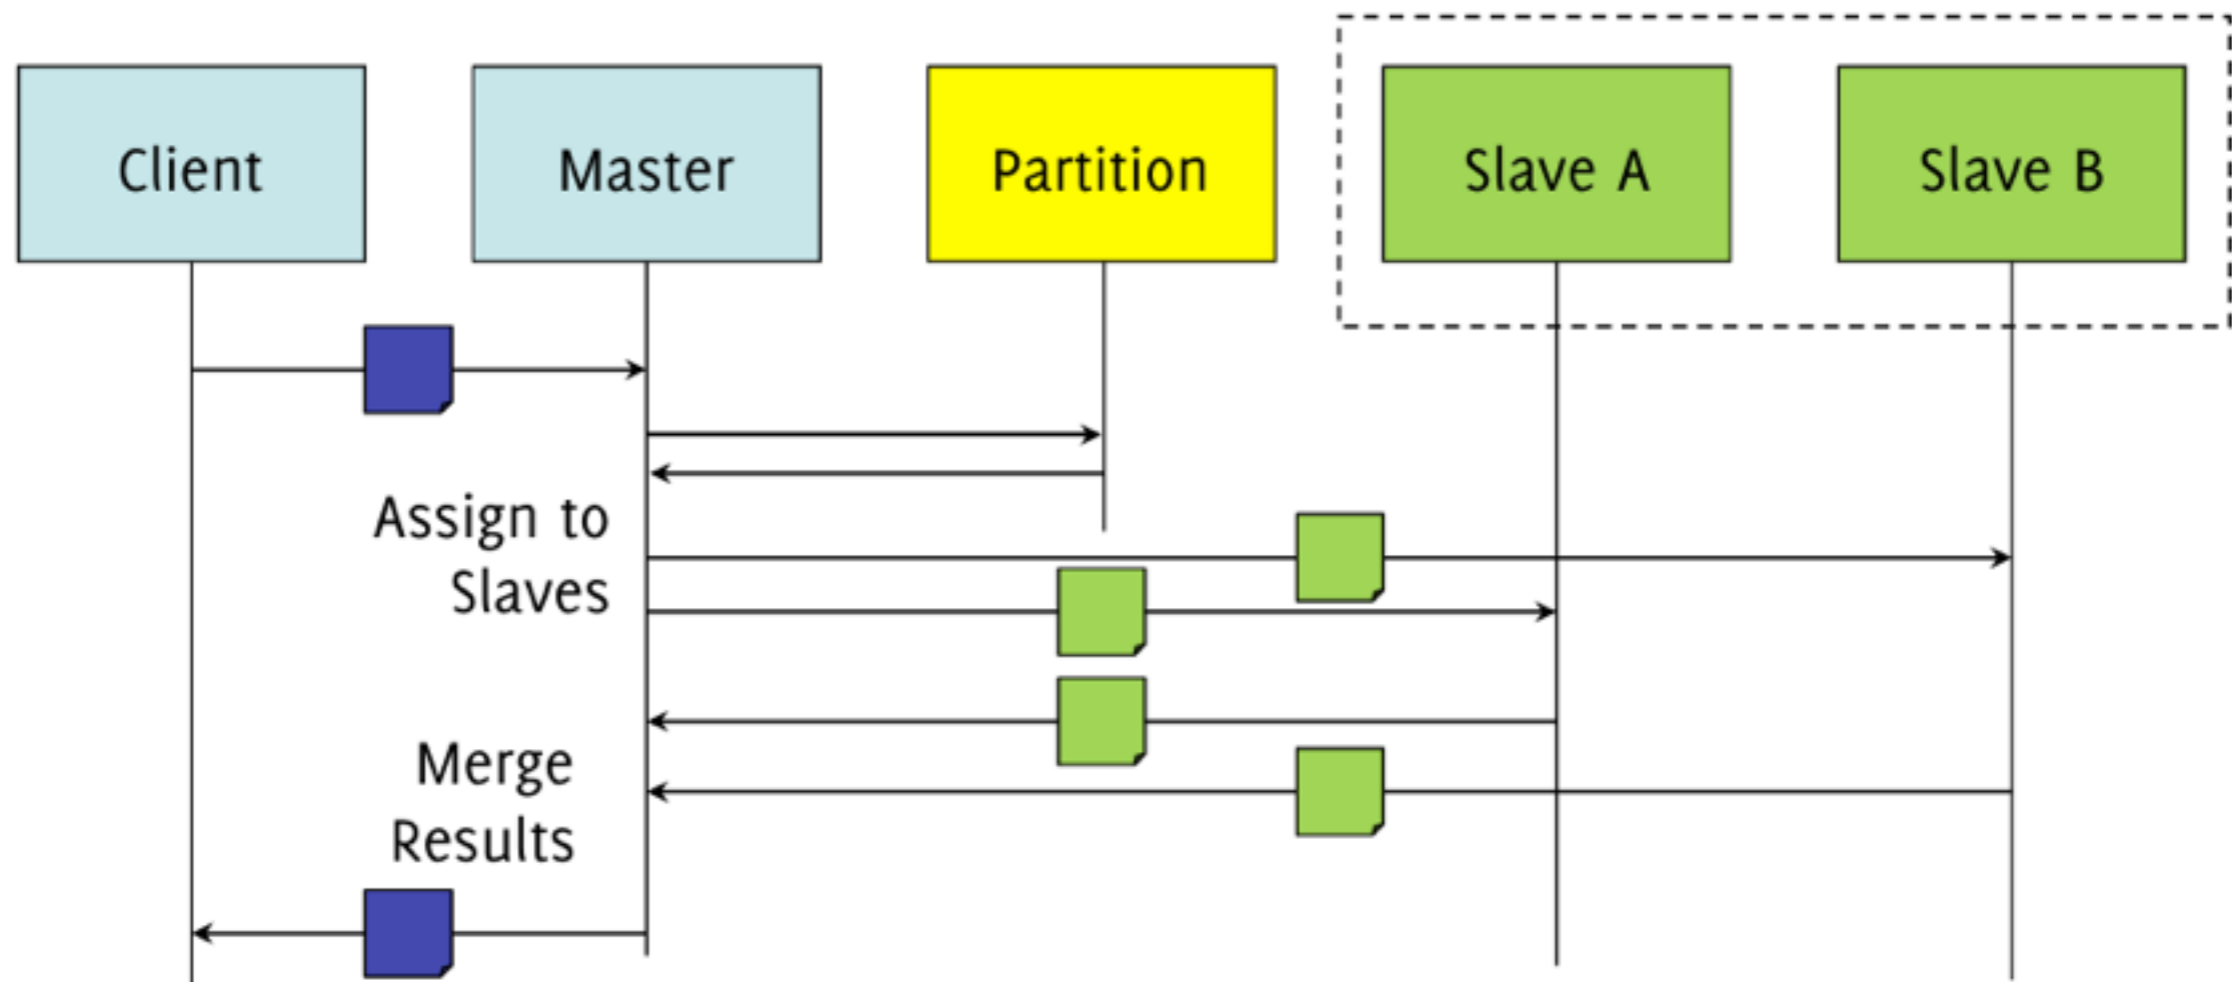 Client
Master
Partition
Slave A
Slave B
Assign to
Slaves
Merge
Results